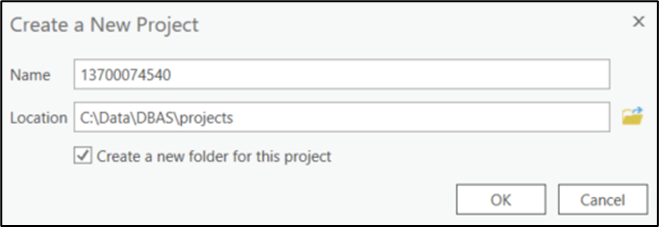 Create a New Project
Name 13700074540
Location C:\Data\DBAS\projects
Create a new folder for this project
OK Cancel